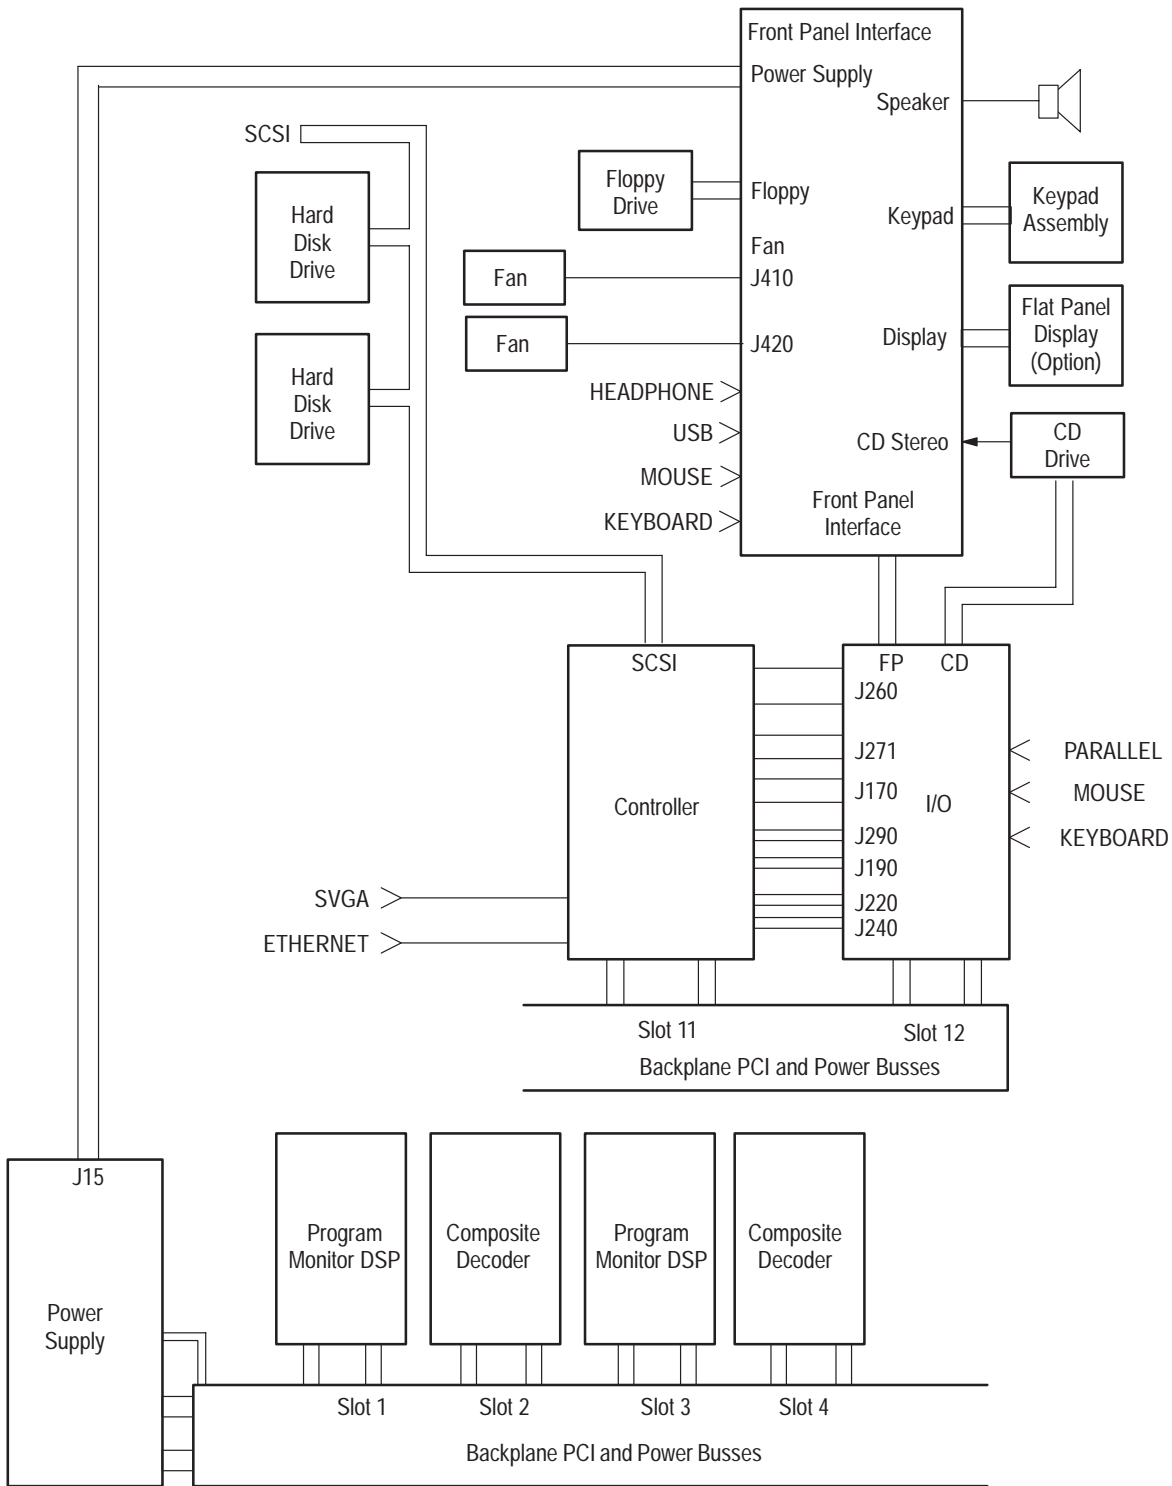 Front Panel Interface
Power Supply
Speaker
SCSI
Floppy
Drive
Floppy
Keypad
Keypad
Assembly
Hard
Disk
Drive
Fan
Fan
J410
Flat Panel
Display
(Option)
Display
Fan
J420
Hard
Disk
Drive
HEADPHONE
USB
MOUSE
KEYBOARD
CD Stereo
CD
Drive
Front Panel
Interface
SCSI
Controller
FP
CD
J260
J271
J170
J290
J190
J220
J240
I/O
PARALLEL
MOUSE
KEYBOARD
SVGA
ETHERNET
Slot 11
Slot 12
Backplane PCI and Power Busses
J15
Power
Supply
Program
Monitor DSP
Composite
Decoder
Program
Monitor DSP
Composite
Decoder
Slot 1
Slot 2
Slot 3
Slot 4
Backplane PCI and Power Busses